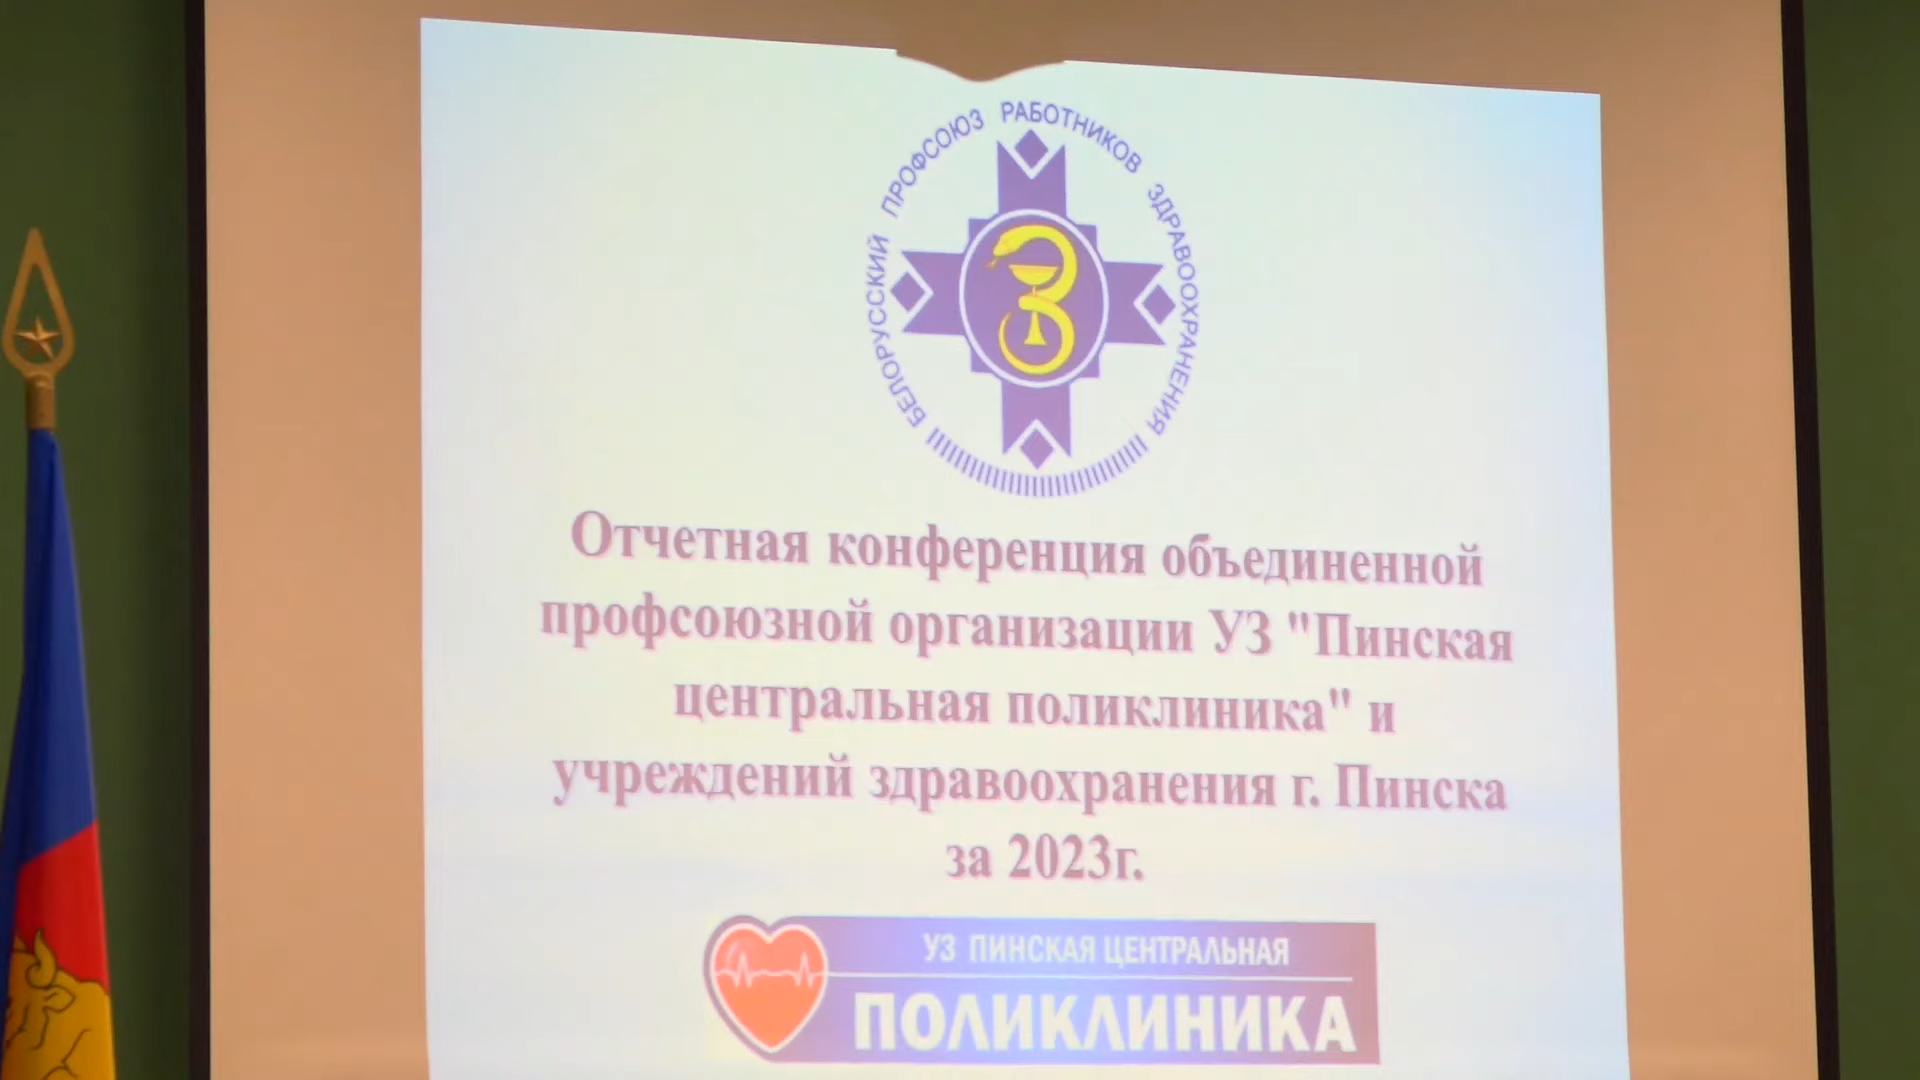 БЕЛОРУССКИЙ ПРОФСОЮЗ РАБОТНИКОВ ЗДРАВООХРАНЕНИЯ
Отчетная конференция объединенной
профсоюзной организации УЗ "Пинская
центральная поликлиника" и
учреждений здравоохранения г. Пинска
за 2023г.
УЗ ПИНСКАЯ ЦЕНТРАЛЬНАЯ
ПОЛИКЛИНИКА